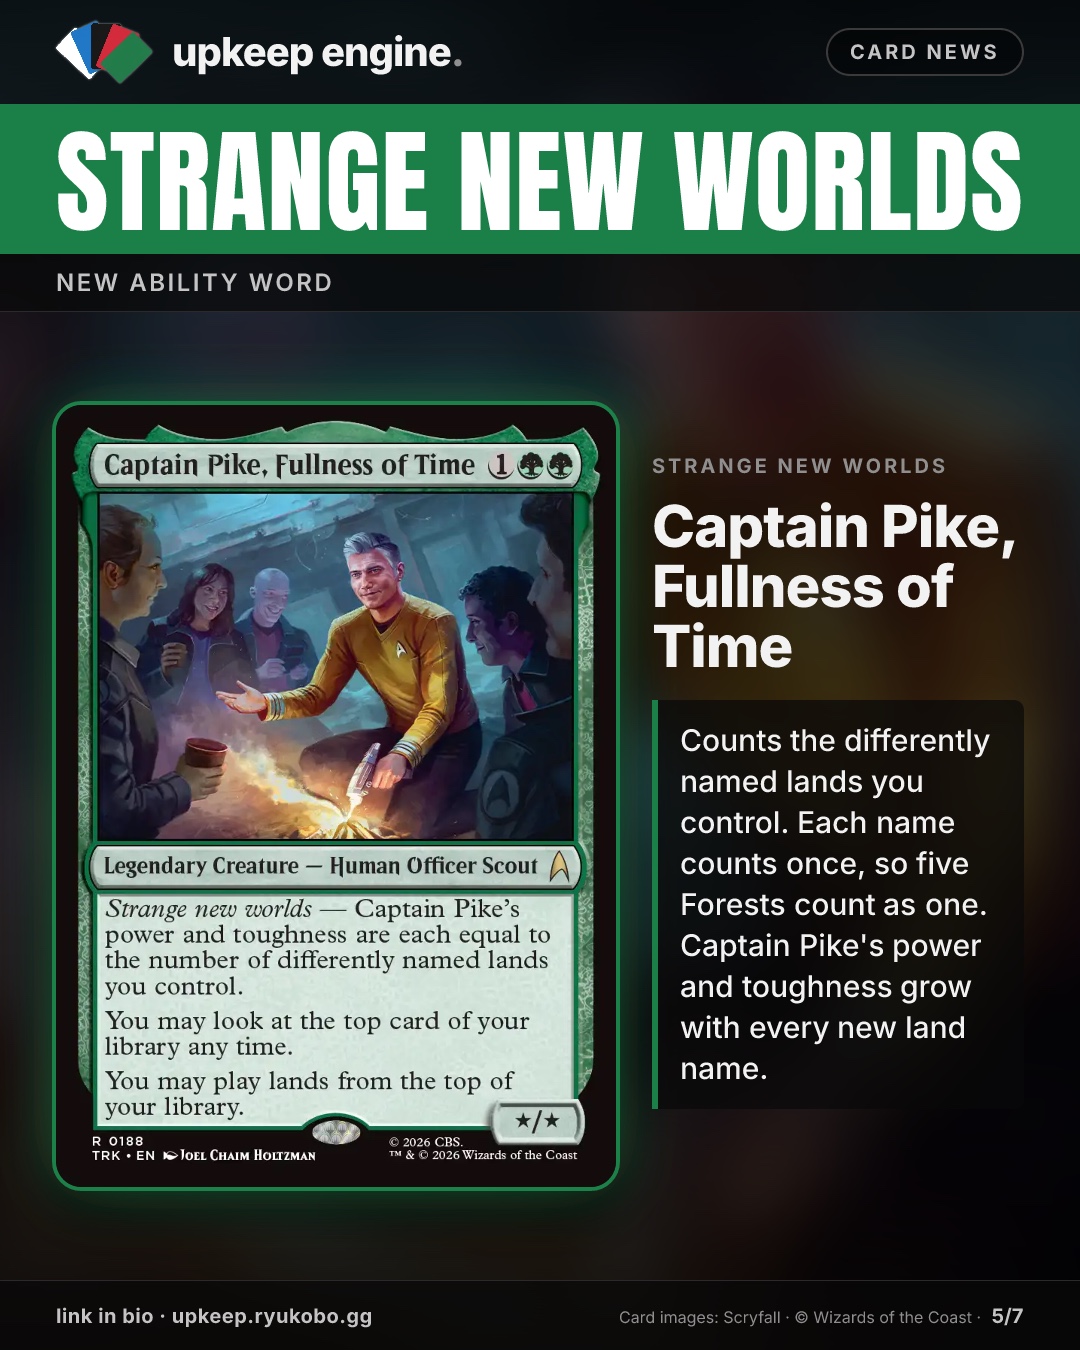 upkeep engine.
CARD NEWS
STRANGE NEW WORLDS
NEW ABILITY WORD
Captain Pike, Fullness of Time 1
Legendary Creature — Human Officer Scout
Strange new worlds — Captain Pike's
power and toughness are each equal to
the number of differently named lands
you control.
You may look at the top card of your
library any time.
You may play lands from the top of
your library.
★/★
R 0188
TRK • EN JOEL CHAIM HOLTZMAN
© 2026 CBS.
™ & © 2026 Wizards of the Coast
STRANGE NEW WORLDS
Captain Pike,
Fullness of
Time
Counts the differently
named lands you
control. Each name
counts once, so five
Forests count as one.
Captain Pike's power
and toughness grow
with every new land
name.
link in bio · upkeep.ryukobo.gg
Card images: Scryfall · © Wizards of the Coast · 5/7